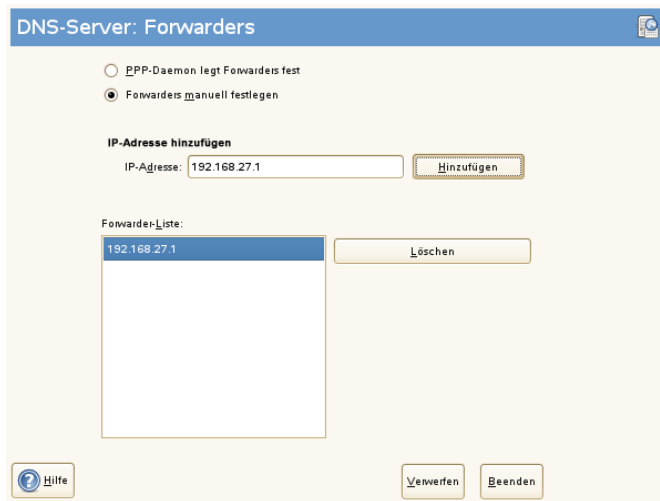 DNS-Server: Forwarders
PPP-Daemon legt Forwarders fest
Forwarders manuell festlegen
IP-Adresse hinzufügen
IP-Adresse: 192.168.27.1 Hinzufügen
Forwarder-Liste:
192.168.27.1 Löschen
Hilfe Verwerfen Beenden